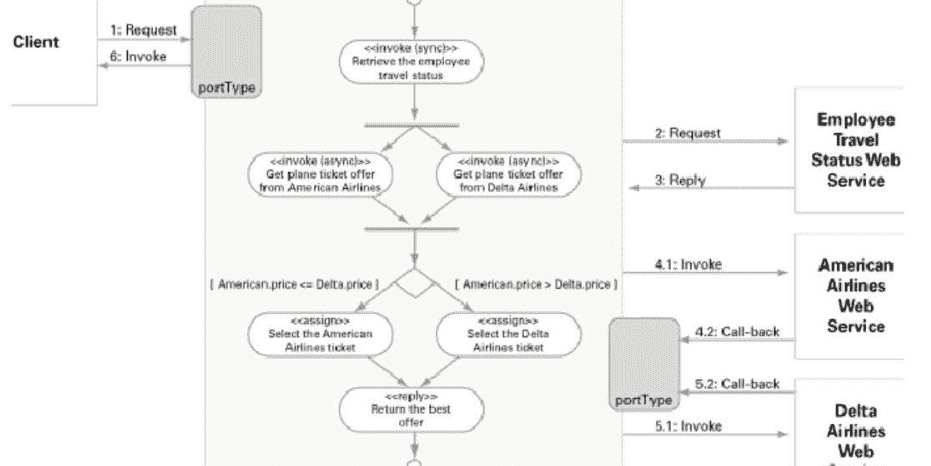 Client
1: Request
6: Invoke
portType
<<invoke (sync)>>
Retrieve the employee
travel status
<<invoke (async)>>
Get plane ticket offer
from American Airlines
<<invoke (async)>>
Get plane ticket offer
from Delta Airlines
[ American.price <= Delta.price ]
[ American.price > Delta.price ]
<<assign>>
Select the American
Airlines ticket
<<assign>>
Select the Delta
Airlines ticket
<<reply>>
Return the best
offer
2: Request
3: Reply
Employee
Travel
Status Web
Service
4.1: Invoke
American
Airlines
Web
Service
4.2: Call-back
portType
5.2: Call-back
5.1: Invoke
Delta
Airlines
Web